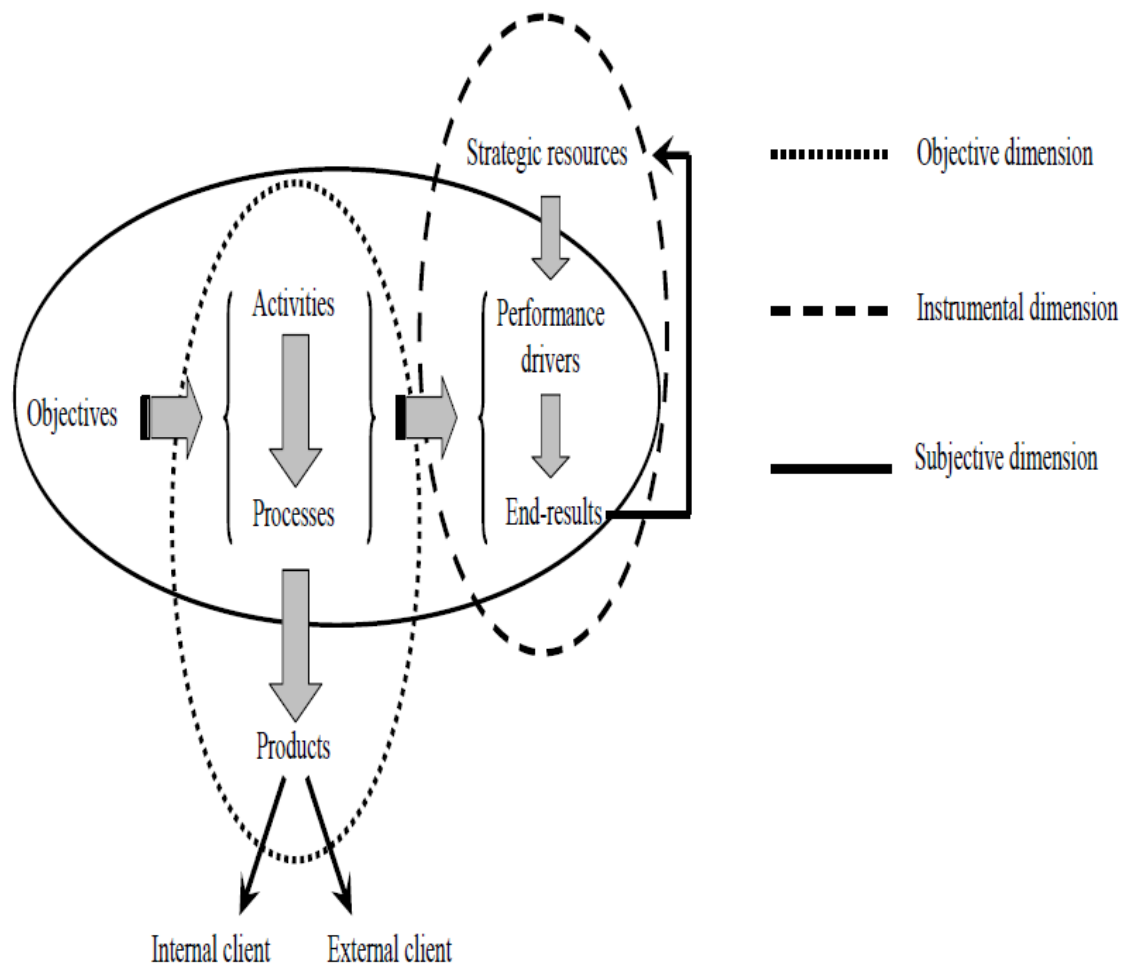 Strategic resources
Objective dimension
Activities
Performance
drivers
Instrumental dimension
Objectives
Processes
End-results
Subjective dimension
Products
Internal client
External client